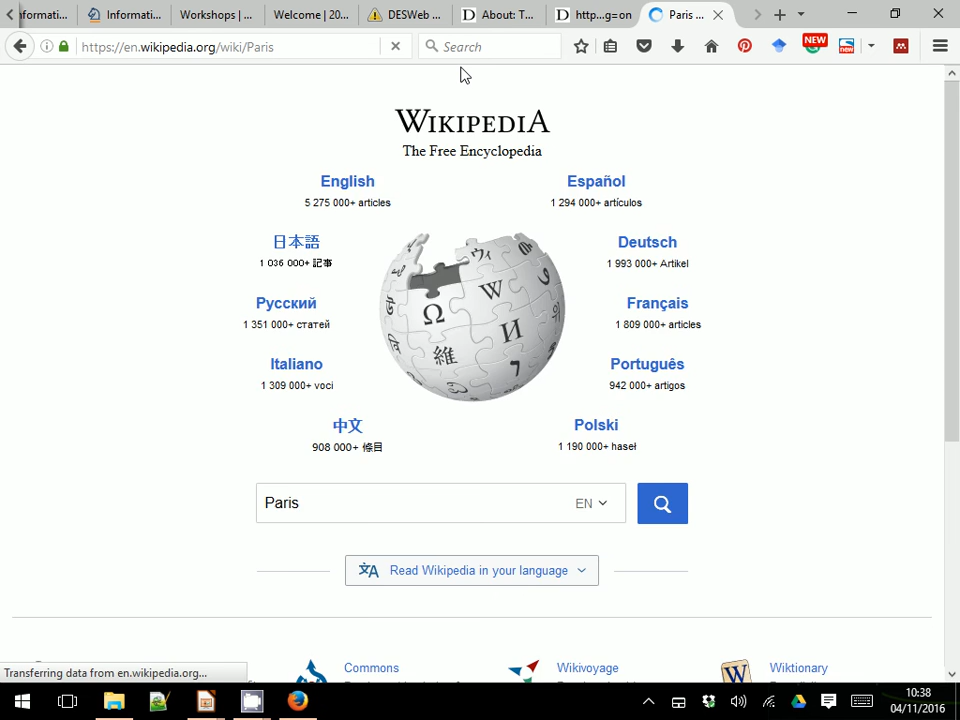 nformati...
Informati...
Workshops | ...
Welcome | 20...
DESWeb ...
About: T...
http...g=on
Paris ...
https://en.wikipedia.org/wiki/Paris
Search
NEW
new
WIKIPEDIA
The Free Encyclopedia
English
5 275 000+ articles
Español
1 294 000+ artículos
日本語
1 036 000+ 記事
Deutsch
1 993 000+ Artikel
Русский
1 351 000+ статей
Français
1 809 000+ articles
Italiano
1 309 000+ voci
Português
942 000+ artigos
中文
908 000+ 條目
Polski
1 190 000+ haseł
Ω
W
И
維
Paris
EN
Read Wikipedia in your language
Transferring data from en.wikipedia.org...
Commons
Wikivoyage
Wiktionary
10:38
04/11/2016